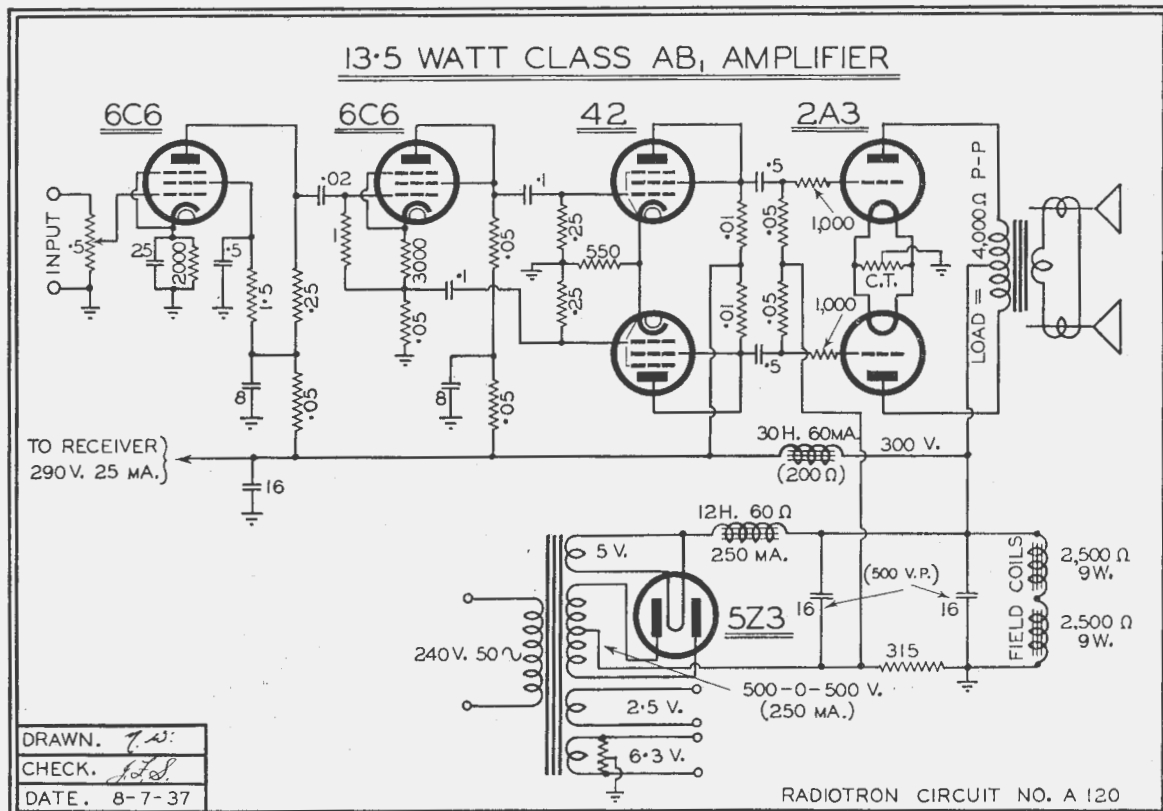 13·5 WATT CLASS AB₁ AMPLIFIER
6C6
6C6
42
2A3
INPUT
·5
25
2000
·5
1·5
·25
·02
·1
3000
·05
·1
·1
·05
·25
550
·25
·5
·01
·01
·05
·05
·5
1,000
1,000
C.T.
LOAD = 4,000Ω P-P
8
·05
8
·05
TO RECEIVER
290 V. 25 MA.
16
30 H. 60 MA.
(200 Ω)
300 V.
12 H. 60 Ω
250 MA.
5 V.
5Z3
(500 V.P.)
16
16
FIELD COILS
2,500 Ω
9 W.
2,500 Ω
9 W.
315
240 V. 50 ~
500-0-500 V.
(250 MA.)
2·5 V.
6·3 V.
DRAWN.
CHECK. J.F.S.
DATE. 8-7-37
RADIOTRON CIRCUIT NO. A 120